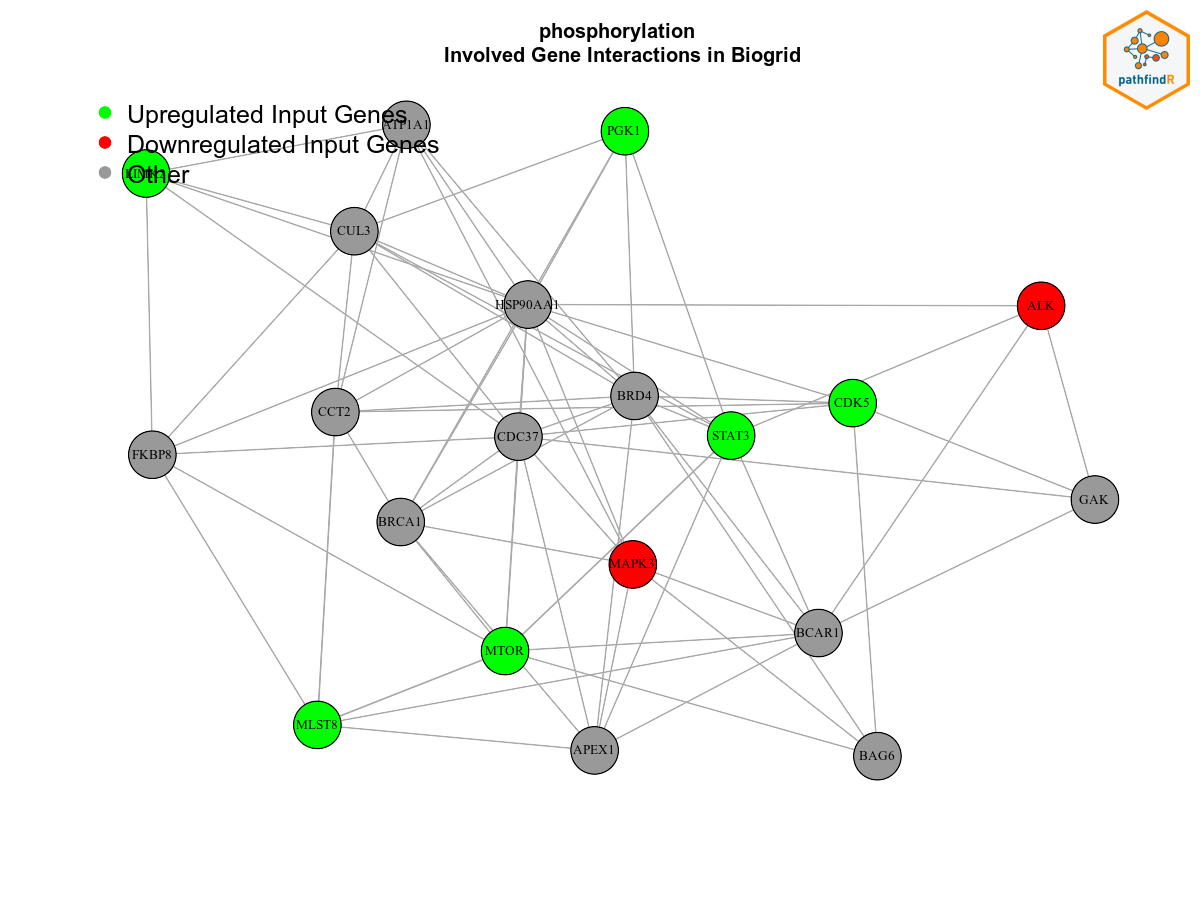 phosphorylation
Involved Gene Interactions in Biogrid
pathfindR
Upregulated Input Genes
Downregulated Input Genes
Other
ATP1A1
PGK1
CUL3
HSP90AA1
ALK
BRD4
CDK5
CCT2
STAT3
CDC37
FKBP8
GAK
BRCA1
MAPK3
BCAR1
MTOR
MLST8
APEX1
BAG6